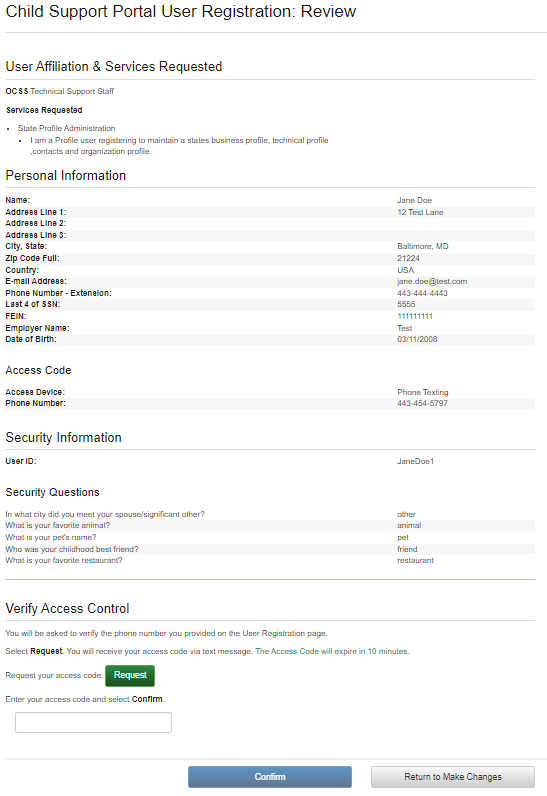 Child Support Portal User Registration: Review
User Affiliation & Services Requested
OCSS Technical Support Staff
Services Requested
• State Profile Administration
• I am a Profile user registering to maintain a states business profile, technical profile
,contacts and organization profile.
Personal Information
Name: Jane Doe
Address Line 1: 12 Test Lane
Address Line 2:
Address Line 3:
City, State: Baltimore, MD
Zip Code Full: 21224
Country: USA
E-mail Address: jane.doe@test.com
Phone Number - Extension: 443-444-4443
Last 4 of SSN: 5555
FEIN: 111111111
Employer Name: Test
Date of Birth: 03/11/2008
Access Code
Access Device: Phone Texting
Phone Number: 443-454-5797
Security Information
User ID: JaneDoe1
Security Questions
In what city did you meet your spouse/significant other? other
What is your favorite animal? animal
What is your pet's name? pet
Who was your childhood best friend? friend
What is your favorite restaurant? restaurant
Verify Access Control
You will be asked to verify the phone number you provided on the User Registration page.
Select Request. You will receive your access code via text message. The Access Code will expire in 10 minutes.
Request your access code: Request
Enter your access code and select Confirm.
Confirm Return to Make Changes